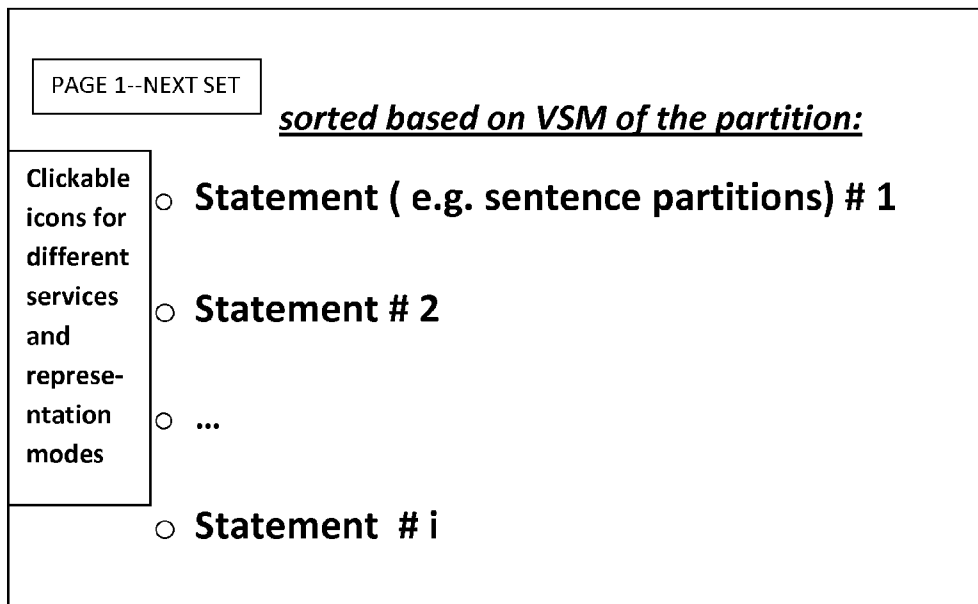 PAGE 1--NEXT SET
sorted based on VSM of the partition:
Clickable
icons for
different
services
and
represe-
ntation
modes
○ Statement ( e.g. sentence partitions) # 1
○ Statement # 2
○ ...
○ Statement # i